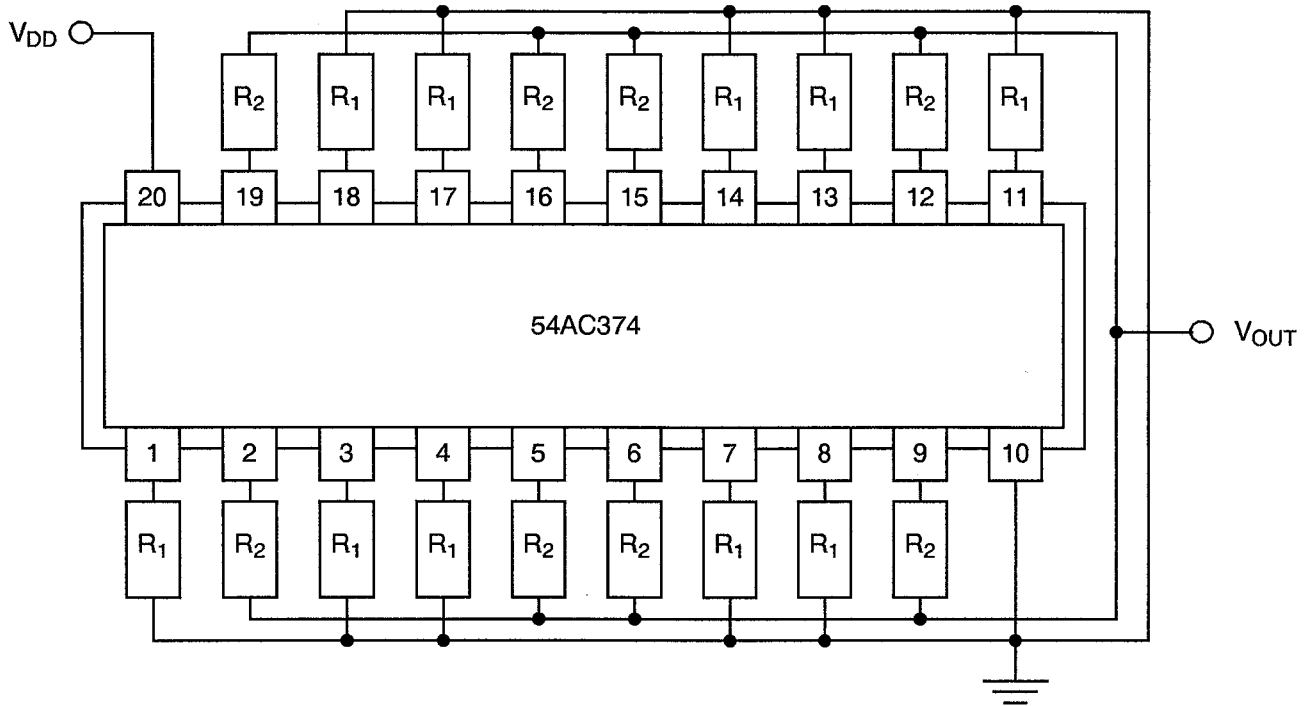 V_DD
R₂ R₁ R₁ R₂ R₂ R₁ R₁ R₂ R₁
20 19 18 17 16 15 14 13 12 11
54AC374
V_OUT
1 2 3 4 5 6 7 8 9 10
R₁ R₂ R₁ R₁ R₂ R₂ R₁ R₁ R₂